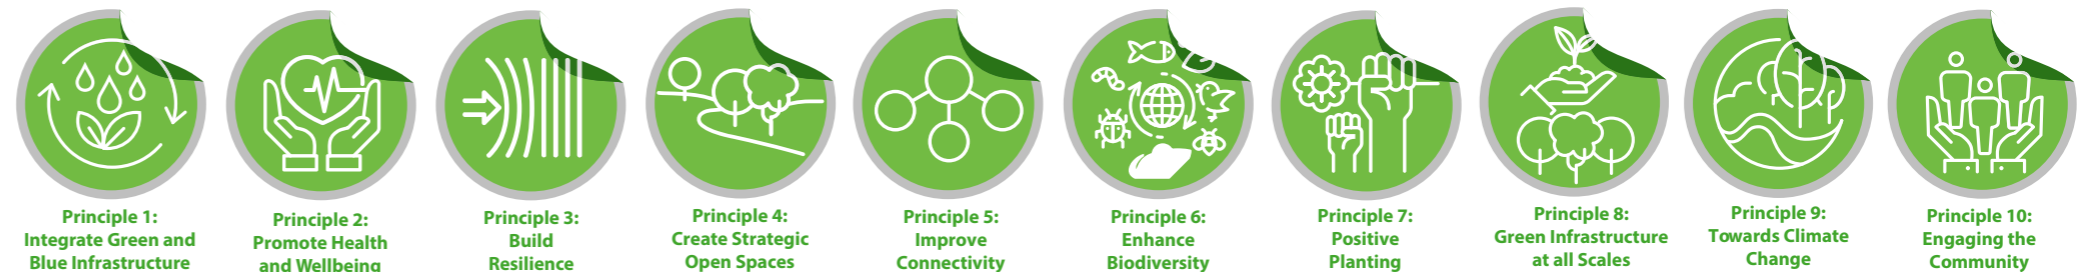 Principle 1:
Integrate Green and
Blue Infrastructure
Principle 2:
Promote Health
and Wellbeing
Principle 3:
Build
Resilience
Principle 4:
Create Strategic
Open Spaces
Principle 5:
Improve
Connectivity
Principle 6:
Enhance
Biodiversity
Principle 7:
Positive
Planting
Principle 8:
Green Infrastructure
at all Scales
Principle 9:
Towards Climate
Change
Principle 10:
Engaging the
Community